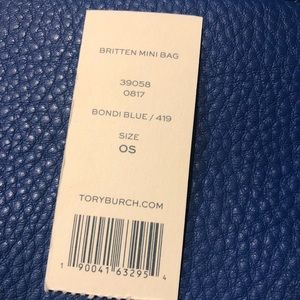 BRITTEN MINI BAG
39058
0817
BONDI BLUE / 419
SIZE
OS
TORYBURCH.COM
1 90041 63295 4